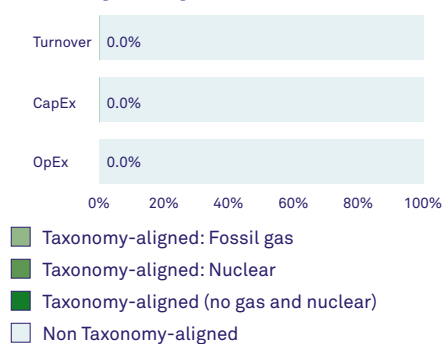 Turnover 0.0%
CapEx 0.0%
OpEx 0.0%
0% 20% 40% 60% 80% 100%
Taxonomy-aligned: Fossil gas
Taxonomy-aligned: Nuclear
Taxonomy-aligned (no gas and nuclear)
Non Taxonomy-aligned